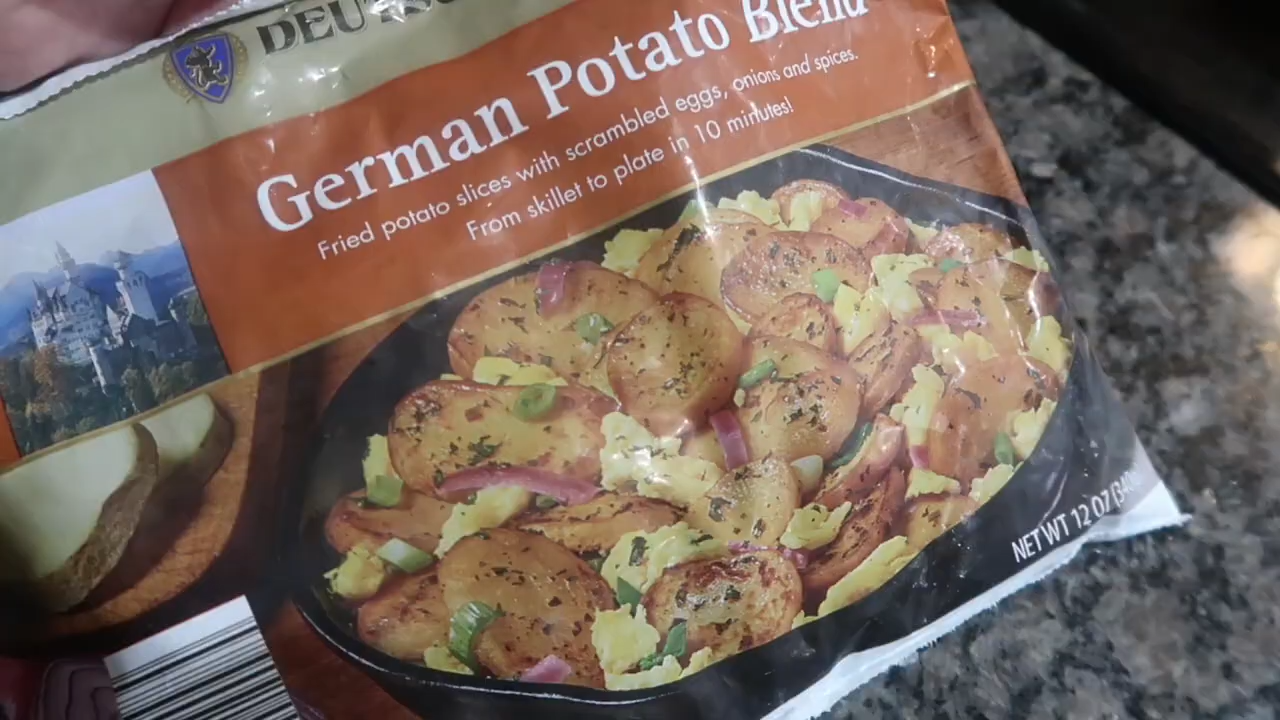 German Potato Blend
Fried potato slices with scrambled eggs, onions and spices.
From skillet to plate in 10 minutes!
NET WT 12 OZ